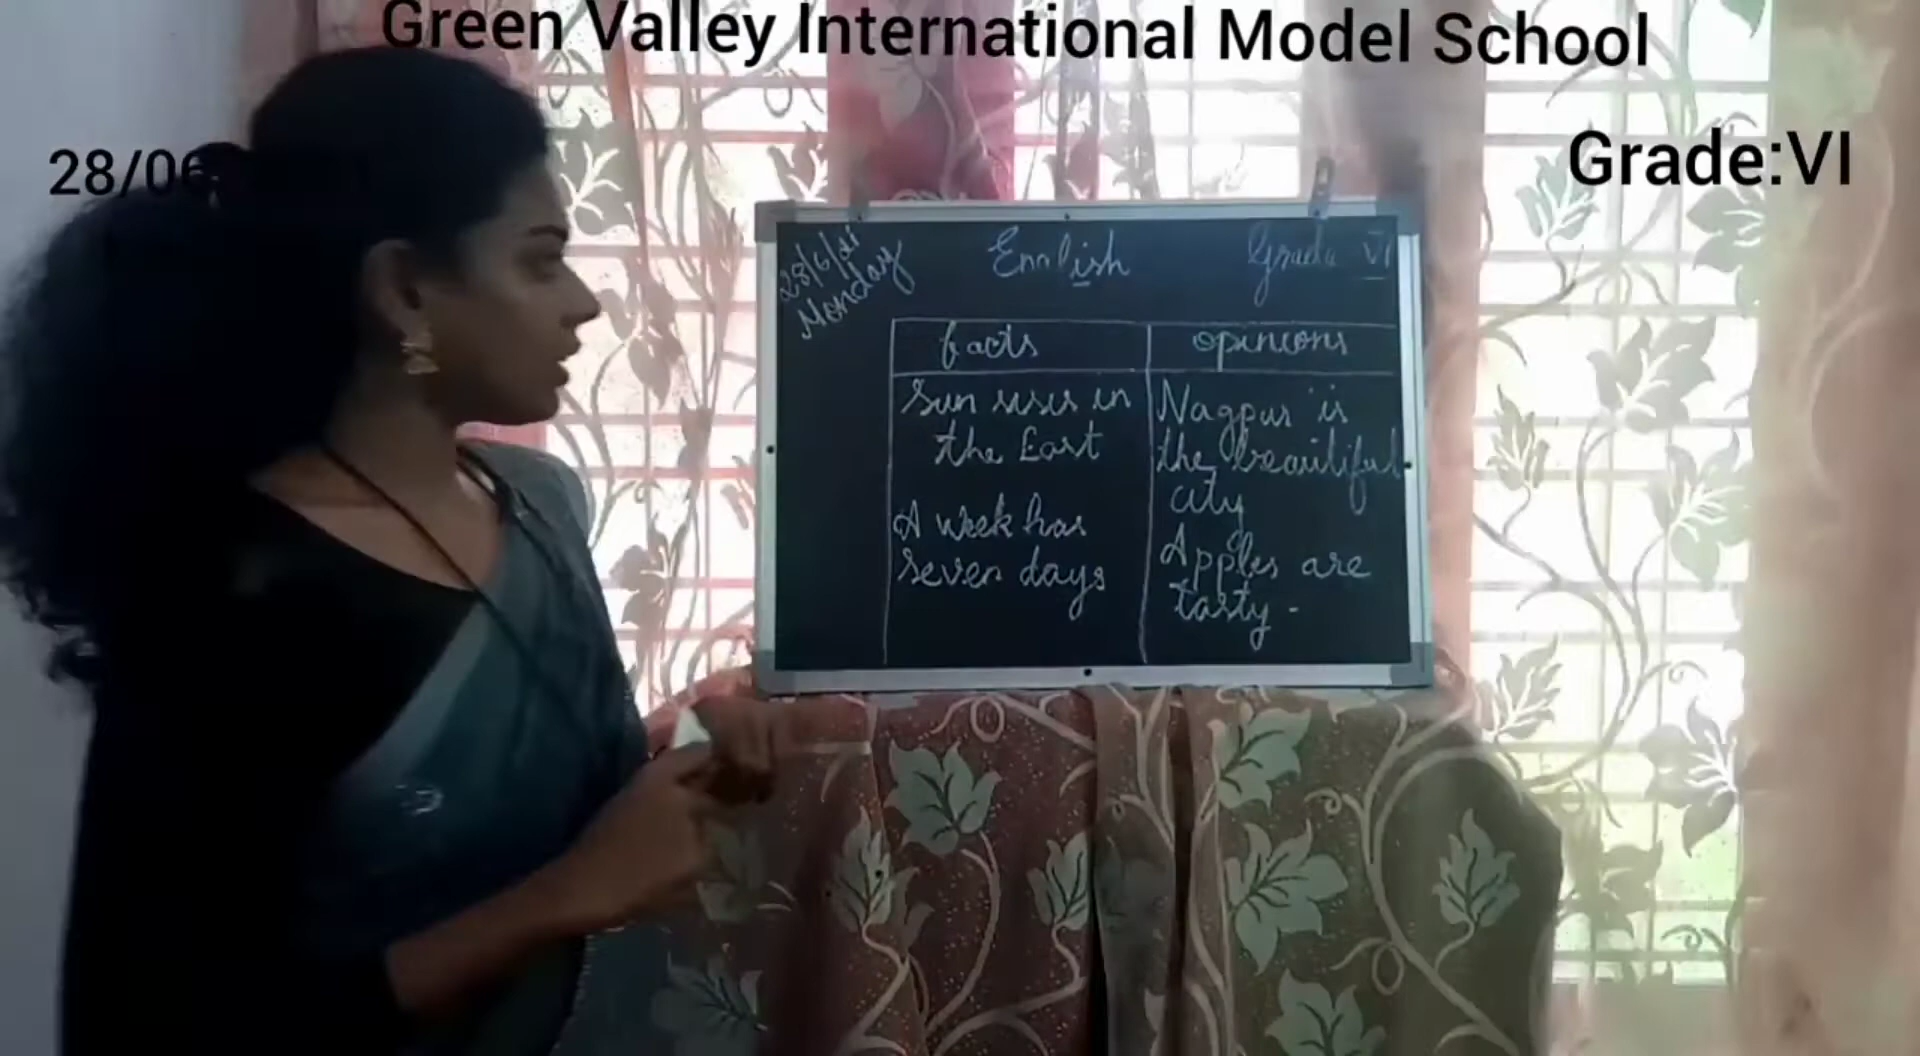 Green Valley International Model School
28/06
Grade:VI
28/6/21
Monday
English
Grade VI
facts
opinions
Sun rises in
the East
A week has
seven days
Nagpur is
the beautiful
city
Apples are
tasty -